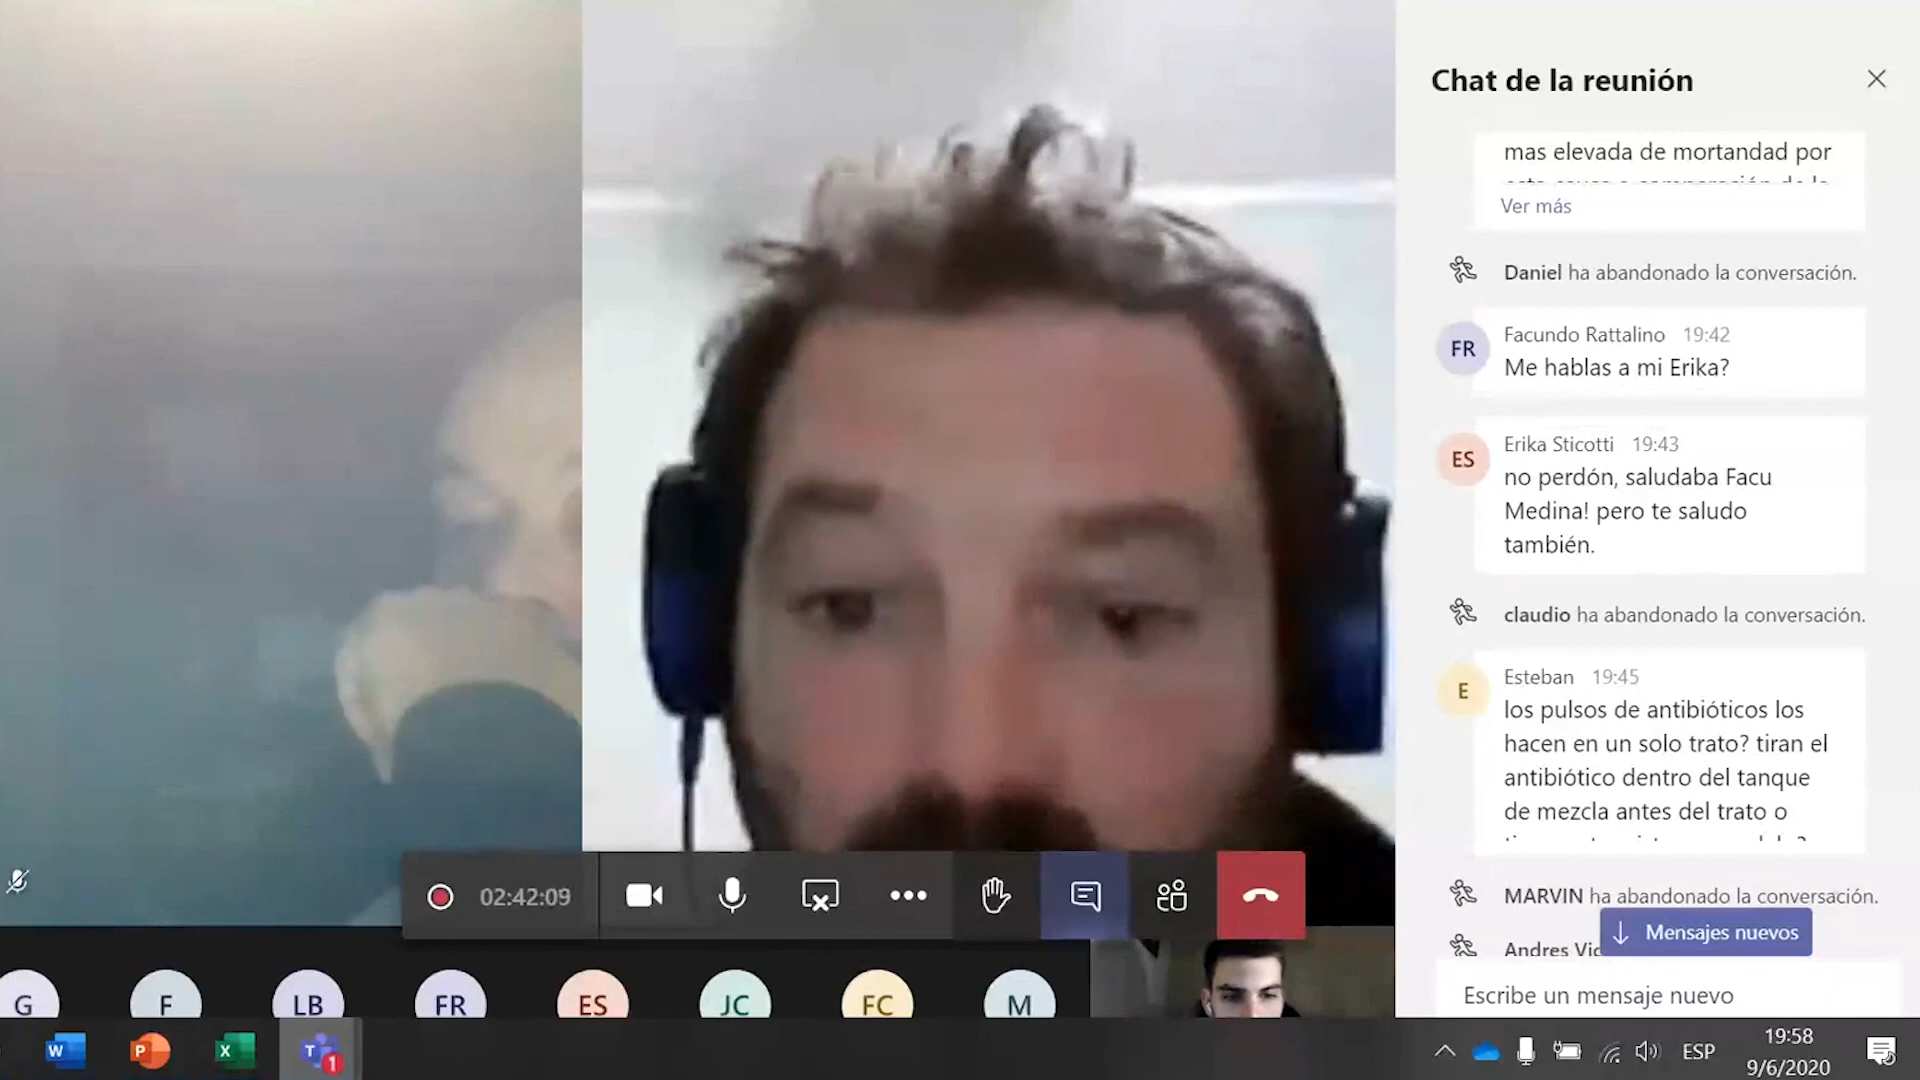 Chat de la reunión
mas elevada de mortandad por
Ver más
Daniel ha abandonado la conversación.
FR
Facundo Rattalino 19:42
Me hablas a mi Erika?
ES
Erika Sticotti 19:43
no perdón, saludaba Facu
Medina! pero te saludo
también.
claudio ha abandonado la conversación.
E
Esteban 19:45
los pulsos de antibióticos los
hacen en un solo trato? tiran el
antibiótico dentro del tanque
de mezcla antes del trato o
MARVIN ha abandonado la conversación.
Andres
Mensajes nuevos
Escribe un mensaje nuevo
02:42:09
G F LB FR ES JC FC M
W P X T 1
ESP
19:58
9/6/2020